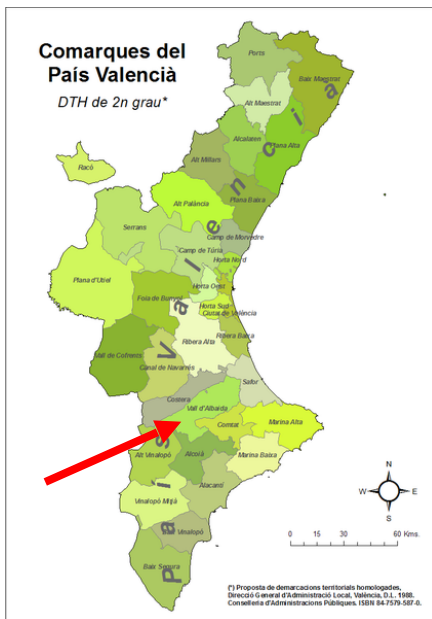 Comarques del
País Valencià
DTH de 2n grau*
Ports
Baix Maestrat
Alt Maestrat
Alcalaten
Plana Alta
Alt Millars
Racó
Plana Baixa
Alt Palància
Serrans
Camp de Morvedre
Camp de Túria
Horta Nord
Plana d'Utiel
Horta Oest
Foia de Bunyol
Horta Sud
Ciutat de València
Ribera Baixa
Ribera Alta
Vall de Cofrents
Canal de Navarrés
Safor
Costera
Vall d'Albaida
Comtat
Marina Alta
Alt Vinalopó
Alcoià
Marina Baixa
Alacantí
Vinalopó Mitjà
Vinalopó
Baix Segura
País Valencia
N
W
E
S
0 15 30 60 Kms.
(*) Proposta de demarcacions territorials homologades,
Direcció General d'Administració Local, València, D.L. 1988.
Conselleria d'Administracions Públiques. ISBN 84-7579-587-0.